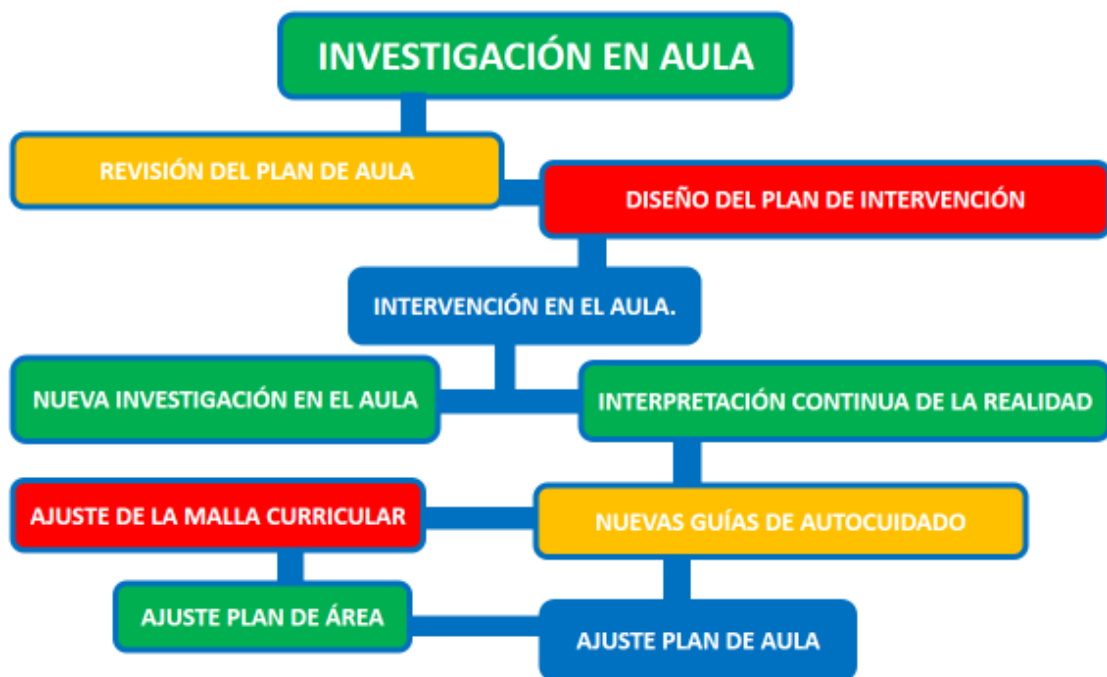 INVESTIGACIÓN EN AULA
REVISIÓN DEL PLAN DE AULA
DISEÑO DEL PLAN DE INTERVENCIÓN
INTERVENCIÓN EN EL AULA.
NUEVA INVESTIGACIÓN EN EL AULA
INTERPRETACIÓN CONTINUA DE LA REALIDAD
AJUSTE DE LA MALLA CURRICULAR
NUEVAS GUÍAS DE AUTOCUIDADO
AJUSTE PLAN DE ÁREA
AJUSTE PLAN DE AULA